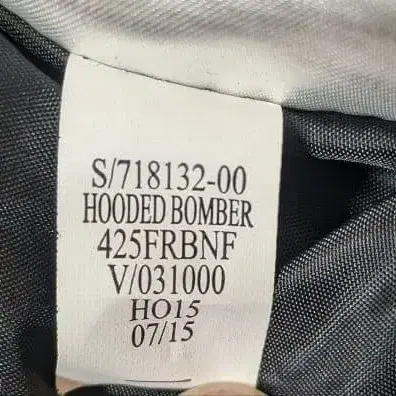 S/718132-00
HOODED BOMBER
425FRBNF
V/031000
HO15
07/15